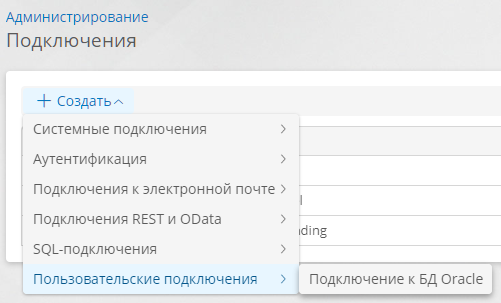 Администрирование
Подключения
Создать
Системные подключения
Аутентификация
Подключения к электронной почте
Подключения REST и OData
SQL-подключения
nding
Пользовательские подключения
Подключение к БД Oracle